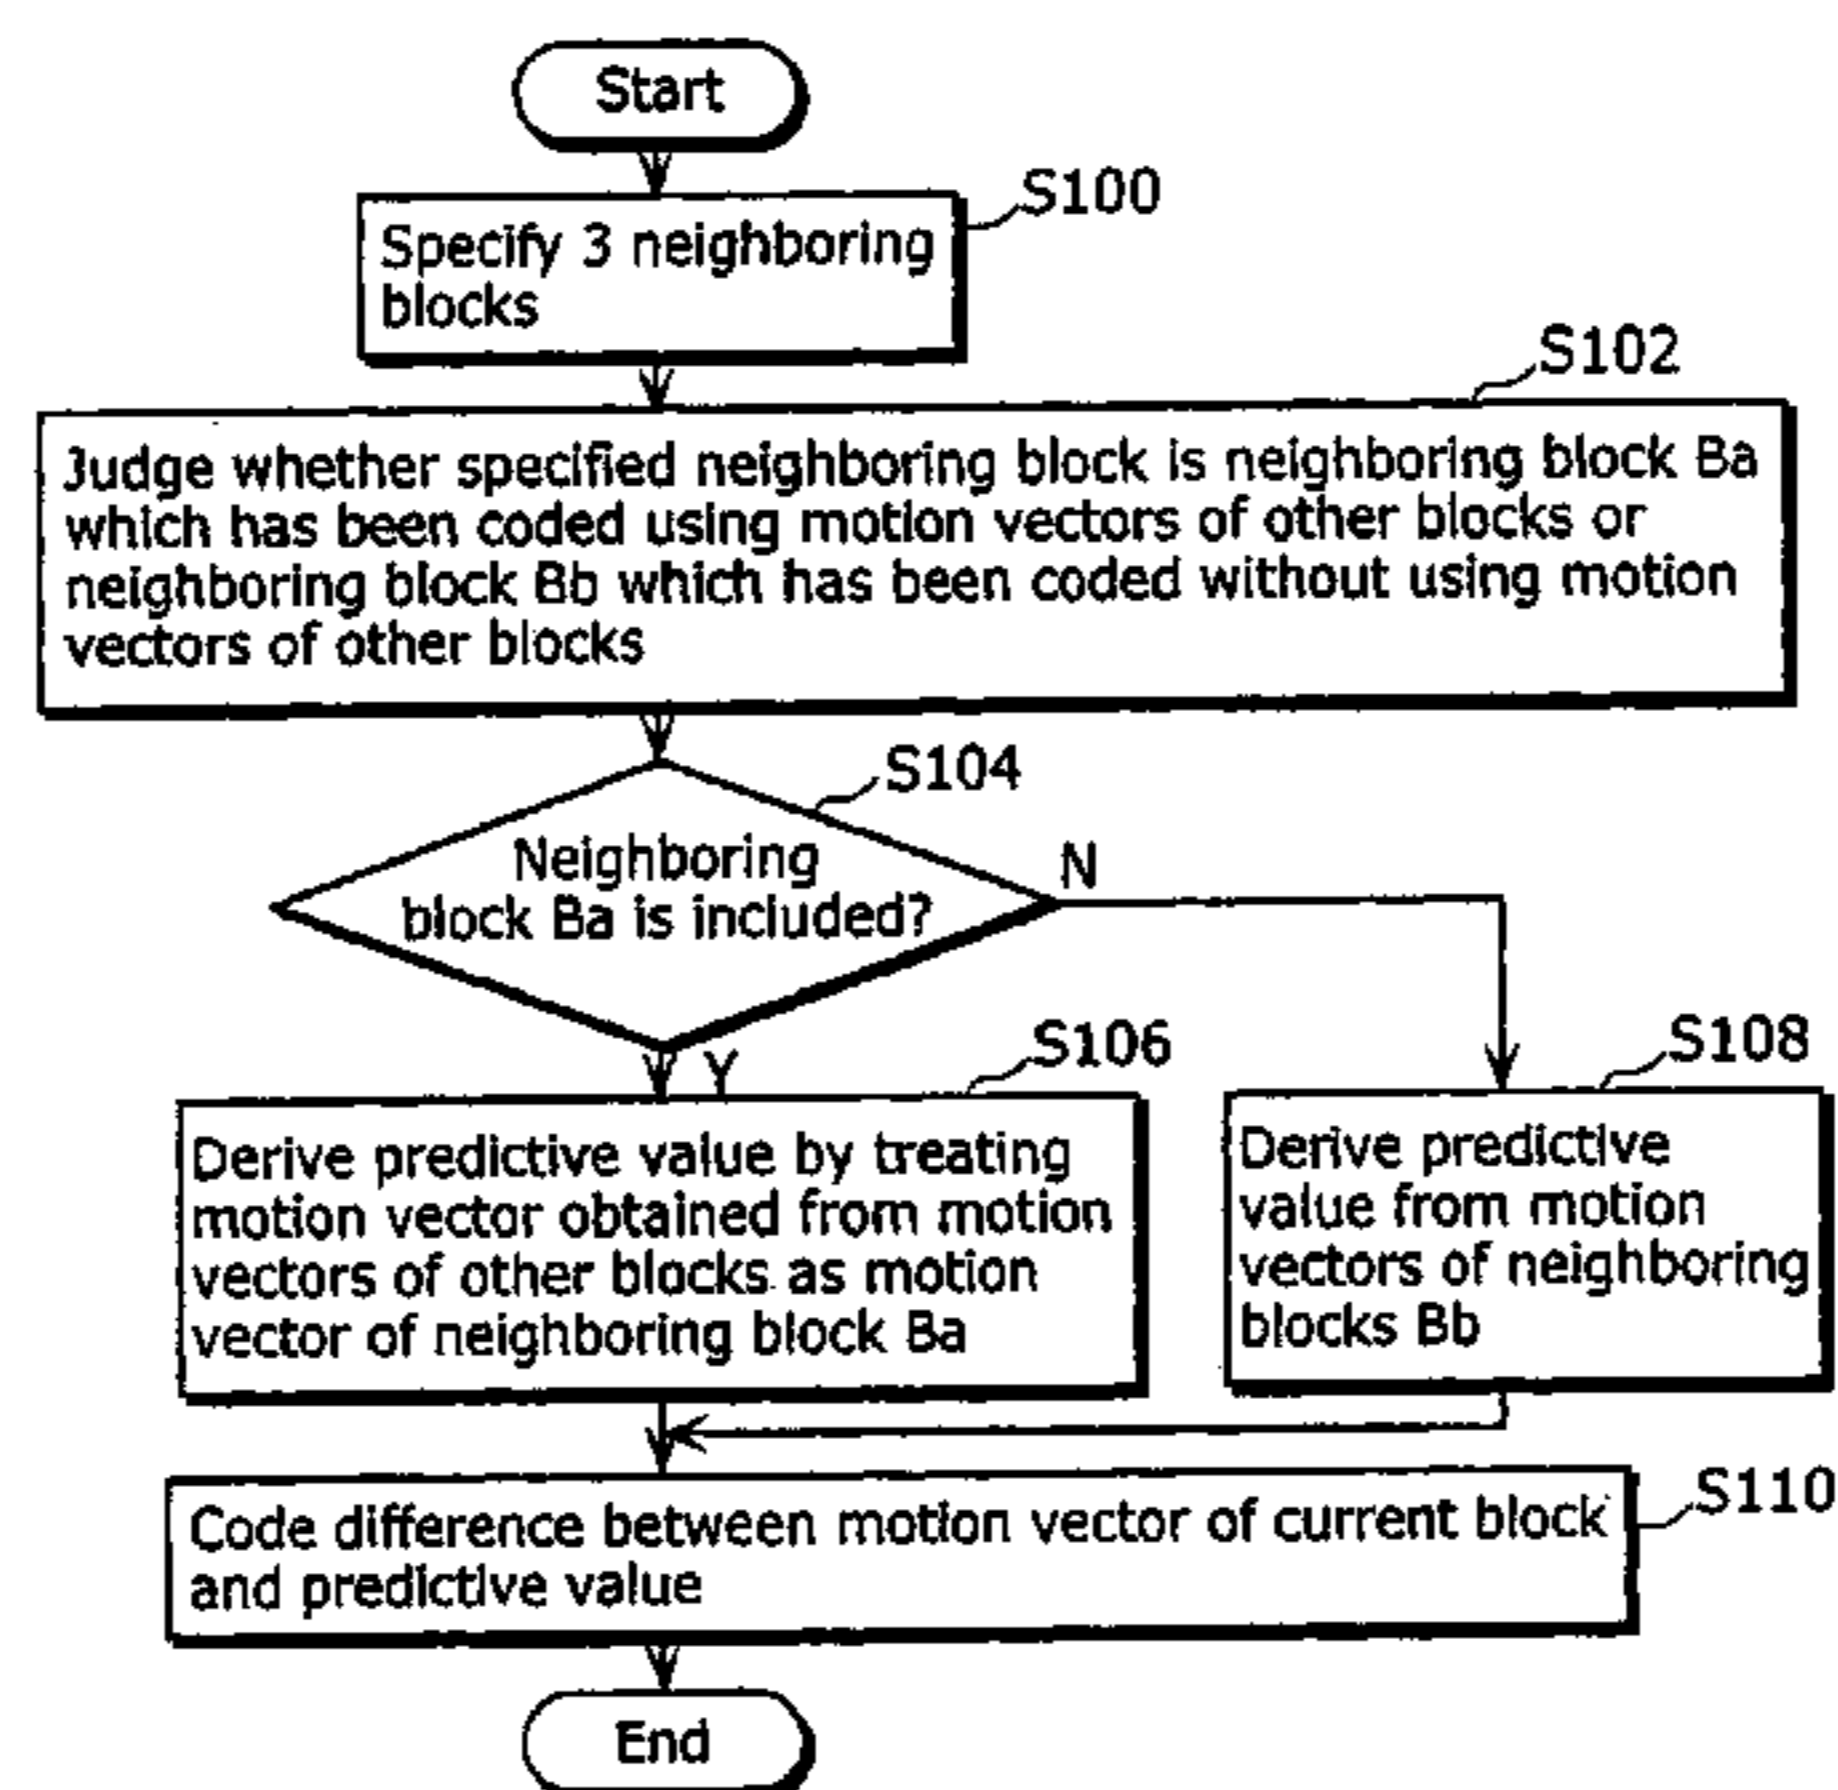 Start
S100
Specify 3 neighboring
blocks
S102
Judge whether specified neighboring block is neighboring block Ba
which has been coded using motion vectors of other blocks or
neighboring block Bb which has been coded without using motion
vectors of other blocks
S104
Neighboring
block Ba is included?
N
Y
S106
Derive predictive value by treating
motion vector obtained from motion
vectors of other blocks as motion
vector of neighboring block Ba
S108
Derive predictive
value from motion
vectors of neighboring
blocks Bb
S110
Code difference between motion vector of current block
and predictive value
End